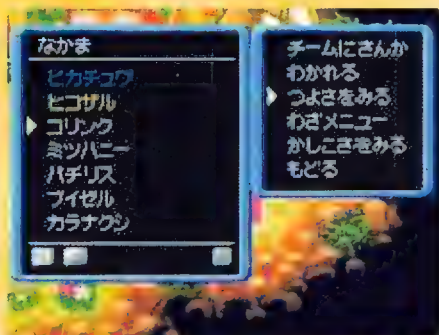 なかま
ピカチュウ
ヒコザル
コリンク
ミツハニー
パチリス
ブイゼル
カラナクシ
チームにさんか
わかれる
つよさをみる
わざメニュー
かしこさをみる
もどる